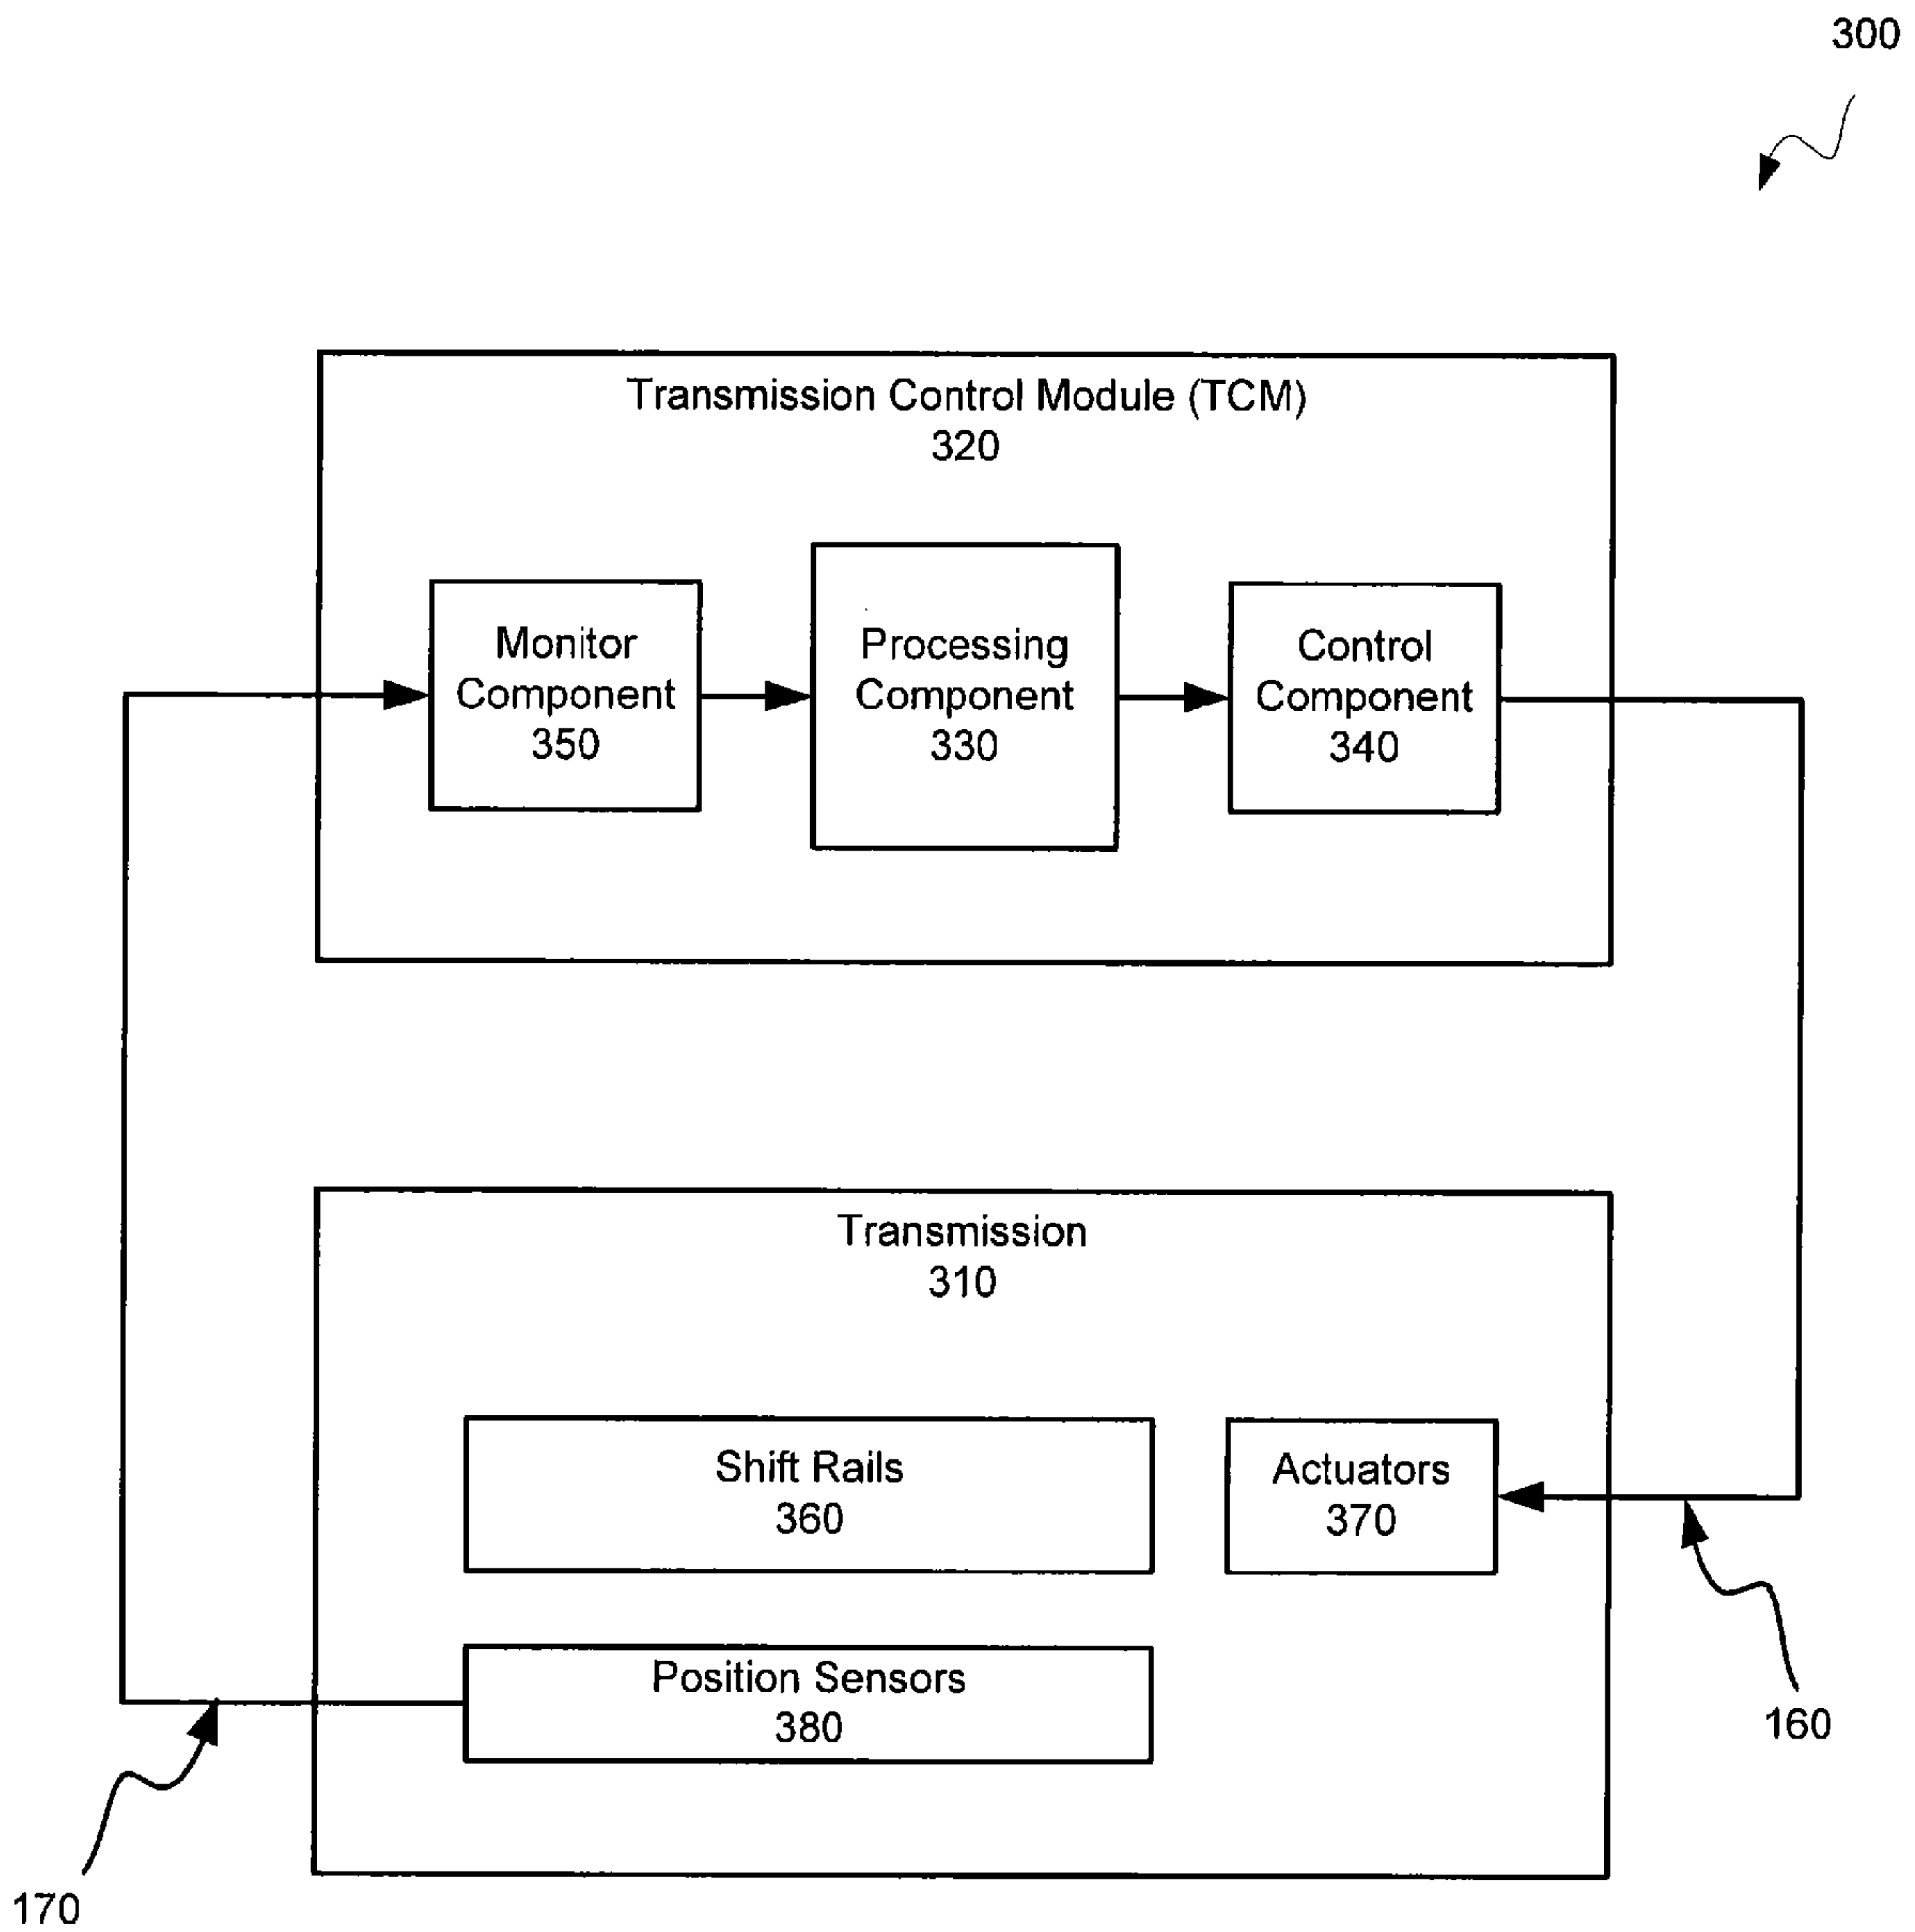 300
Transmission Control Module (TCM)
320
Monitor
Component
350
Processing
Component
330
Control
Component
340
Transmission
310
Shift Rails
360
Actuators
370
Position Sensors
380
160
170